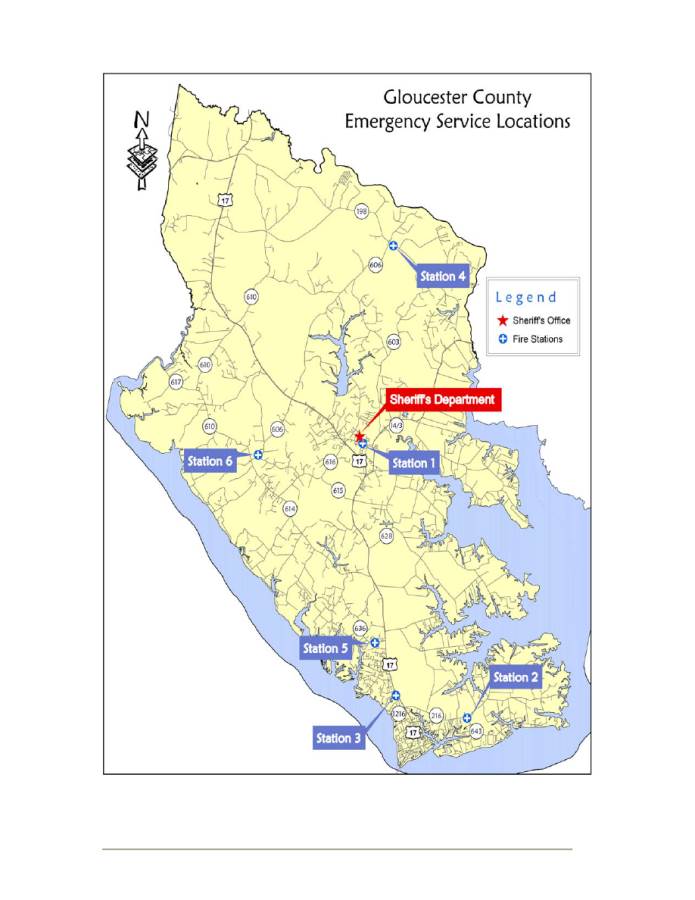 Gloucester County
Emergency Service Locations
N
17
198
606
Station 4
610
Legend
Sheriff's Office
Fire Stations
603
610
617
Sheriff's Department
610
606
14/3
Station 6
616
17
Station 1
615
614
628
636
Station 5
17
Station 2
1216
216
643
17
Station 3